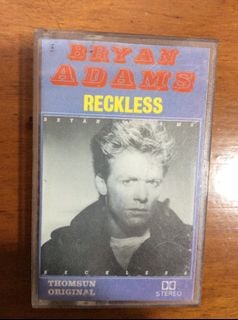 BRYAN
ADAMS
RECKLESS
BRYAN ADAMS
RECKLESS
THOMSUN
ORIGINAL
STEREO